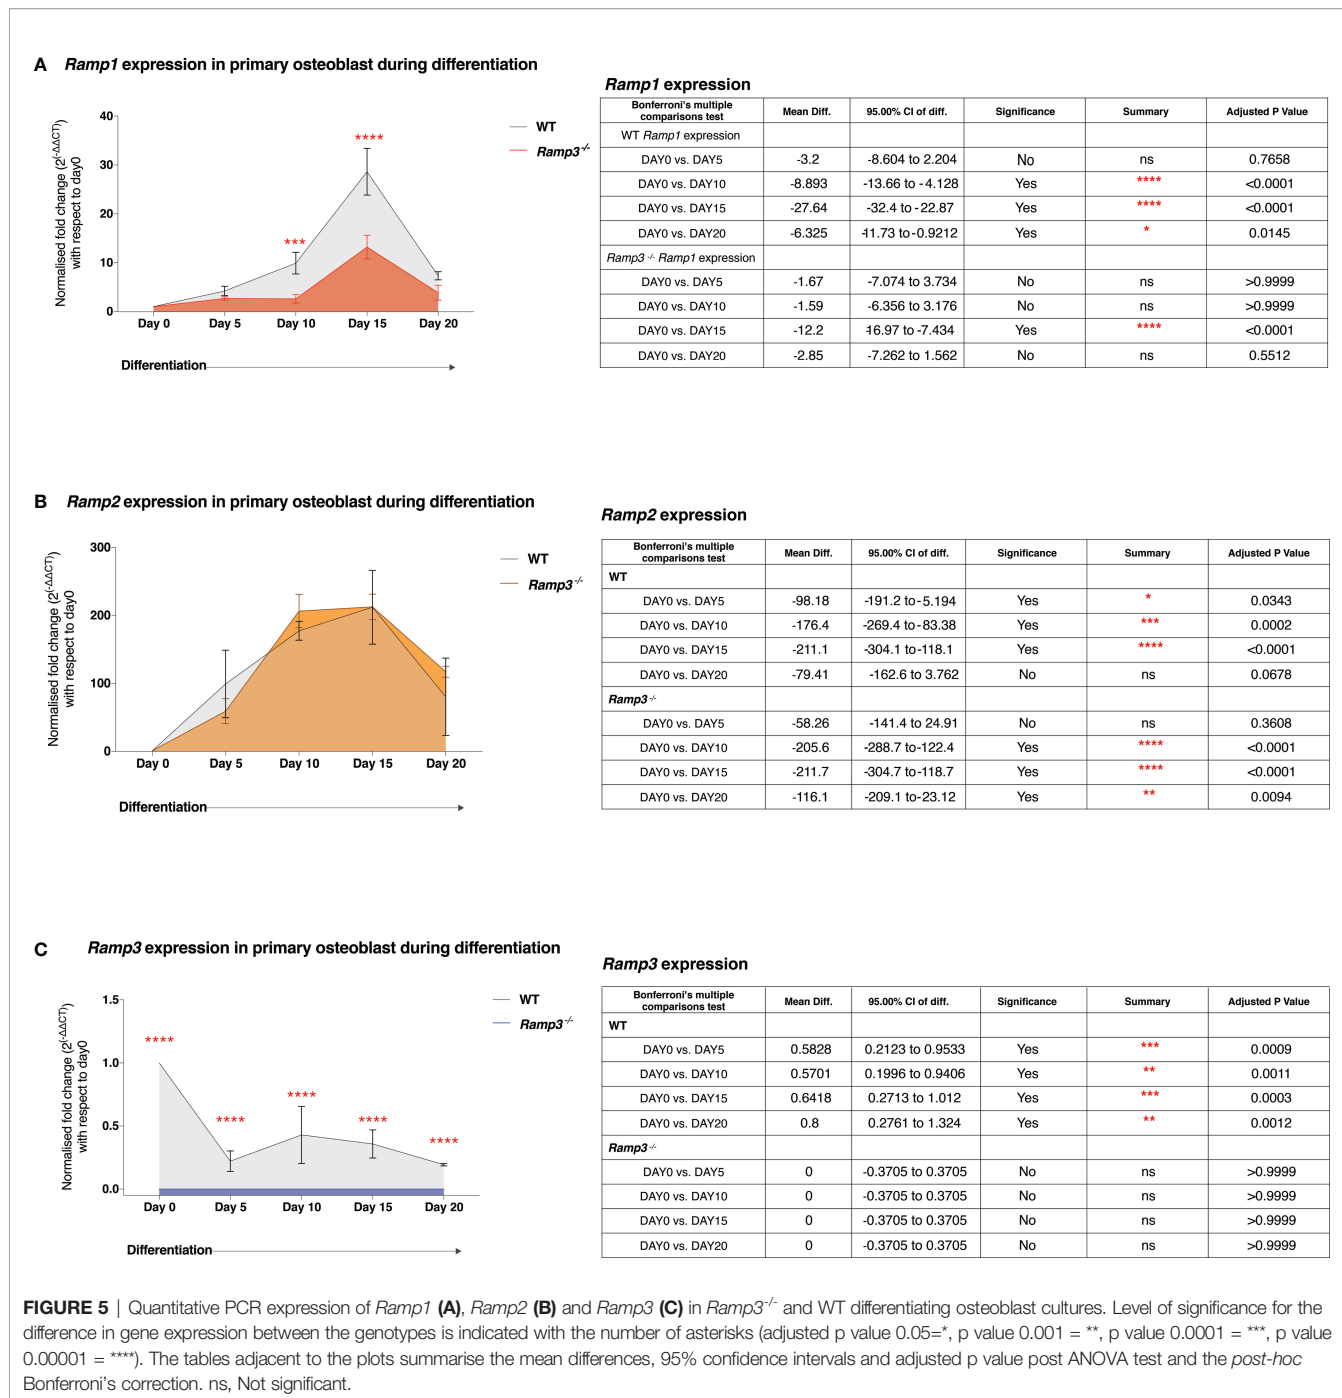 A Ramp1 expression in primary osteoblast during differentiation
Normalised fold change (2(-ΔΔCT))
with respect to day0
40
30
20
10
0
****
***
WT
Ramp3-/-
Day 0 Day 5 Day 10 Day 15 Day 20
Differentiation
Ramp1 expression
Bonferroni's multiple comparisons test Mean Diff. 95.00% CI of diff. Significance Summary Adjusted P Value
WT Ramp1 expression
DAY0 vs. DAY5 -3.2 -8.604 to 2.204 No ns 0.7658
DAY0 vs. DAY10 -8.893 -13.66 to -4.128 Yes **** <0.0001
DAY0 vs. DAY15 -27.64 -32.4 to -22.87 Yes **** <0.0001
DAY0 vs. DAY20 -6.325 -11.73 to -0.9212 Yes * 0.0145
Ramp3-/- Ramp1 expression
DAY0 vs. DAY5 -1.67 -7.074 to 3.734 No ns >0.9999
DAY0 vs. DAY10 -1.59 -6.356 to 3.176 No ns >0.9999
DAY0 vs. DAY15 -12.2 -16.97 to -7.434 Yes **** <0.0001
DAY0 vs. DAY20 -2.85 -7.262 to 1.562 No ns 0.5512
B Ramp2 expression in primary osteoblast during differentiation
Normalised fold change (2(-ΔΔCT))
with respect to day0
300
200
100
0
WT
Ramp3-/-
Day 0 Day 5 Day 10 Day 15 Day 20
Differentiation
Ramp2 expression
Bonferroni's multiple comparisons test Mean Diff. 95.00% CI of diff. Significance Summary Adjusted P Value
WT
DAY0 vs. DAY5 -98.18 -191.2 to -5.194 Yes * 0.0343
DAY0 vs. DAY10 -176.4 -269.4 to -83.38 Yes *** 0.0002
DAY0 vs. DAY15 -211.1 -304.1 to -118.1 Yes **** <0.0001
DAY0 vs. DAY20 -79.41 -162.6 to 3.762 No ns 0.0678
Ramp3-/-
DAY0 vs. DAY5 -58.26 -141.4 to 24.91 No ns 0.3608
DAY0 vs. DAY10 -205.6 -288.7 to -122.4 Yes **** <0.0001
DAY0 vs. DAY15 -211.7 -304.7 to -118.7 Yes **** <0.0001
DAY0 vs. DAY20 -116.1 -209.1 to -23.12 Yes ** 0.0094
C Ramp3 expression in primary osteoblast during differentiation
Normalised fold change (2(-ΔΔCT))
with respect to day0
1.5
1.0
0.5
0.0
****
****
****
****
****
WT
Ramp3-/-
Day 0 Day 5 Day 10 Day 15 Day 20
Differentiation
Ramp3 expression
Bonferroni's multiple comparisons test Mean Diff. 95.00% CI of diff. Significance Summary Adjusted P Value
WT
DAY0 vs. DAY5 0.5828 0.2123 to 0.9533 Yes *** 0.0009
DAY0 vs. DAY10 0.5701 0.1996 to 0.9406 Yes ** 0.0011
DAY0 vs. DAY15 0.6418 0.2713 to 1.012 Yes *** 0.0003
DAY0 vs. DAY20 0.8 0.2761 to 1.324 Yes ** 0.0012
Ramp3-/-
DAY0 vs. DAY5 0 -0.3705 to 0.3705 No ns >0.9999
DAY0 vs. DAY10 0 -0.3705 to 0.3705 No ns >0.9999
DAY0 vs. DAY15 0 -0.3705 to 0.3705 No ns >0.9999
DAY0 vs. DAY20 0 -0.3705 to 0.3705 No ns >0.9999
FIGURE 5 | Quantitative PCR expression of Ramp1 (A), Ramp2 (B) and Ramp3 (C) in Ramp3-/- and WT differentiating osteoblast cultures. Level of significance for the
difference in gene expression between the genotypes is indicated with the number of asterisks (adjusted p value 0.05=*, p value 0.001 = **, p value 0.0001 = ***, p value
0.00001 = ****). The tables adjacent to the plots summarise the mean differences, 95% confidence intervals and adjusted p value post ANOVA test and the post-hoc
Bonferroni's correction. ns, Not significant.